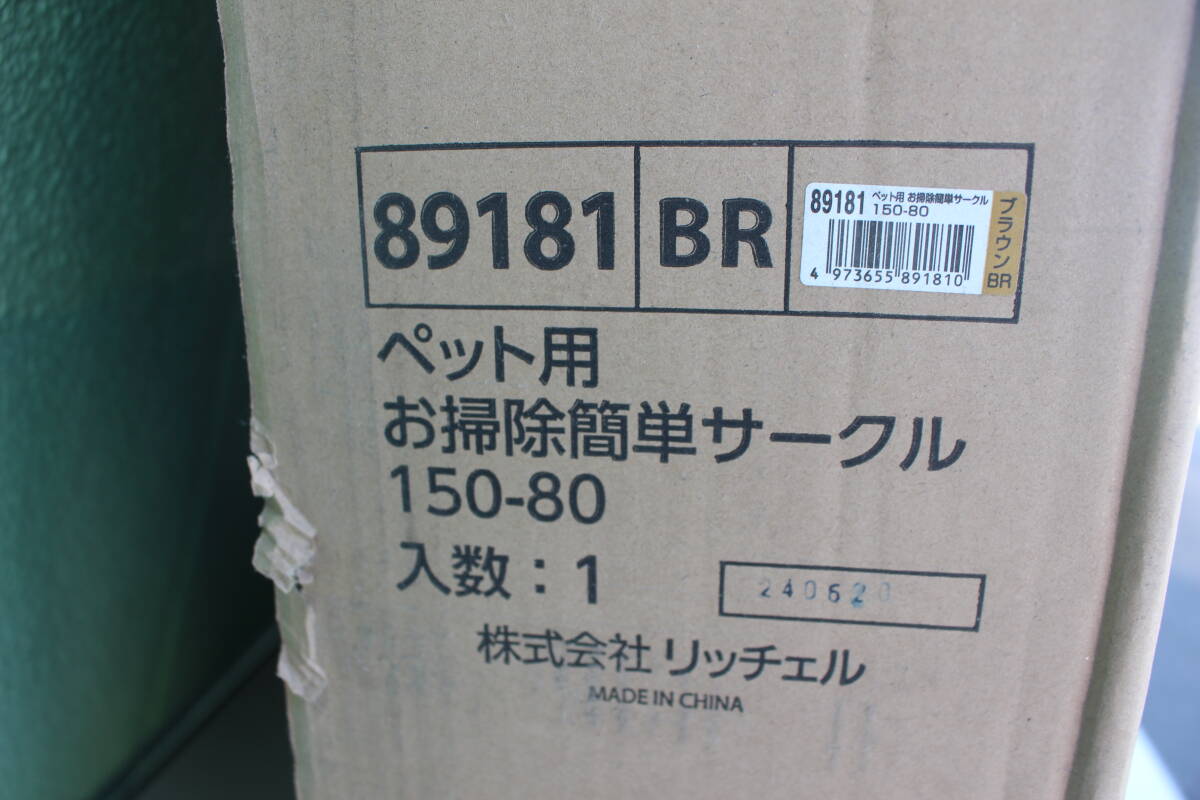 89181 BR
89181 ペット用 お掃除簡単サークル
150-80
4 973655 891810
ブラウン
BR
ペット用
お掃除簡単サークル
150-80
入数：1
240620
株式会社 リッチェル
MADE IN CHINA